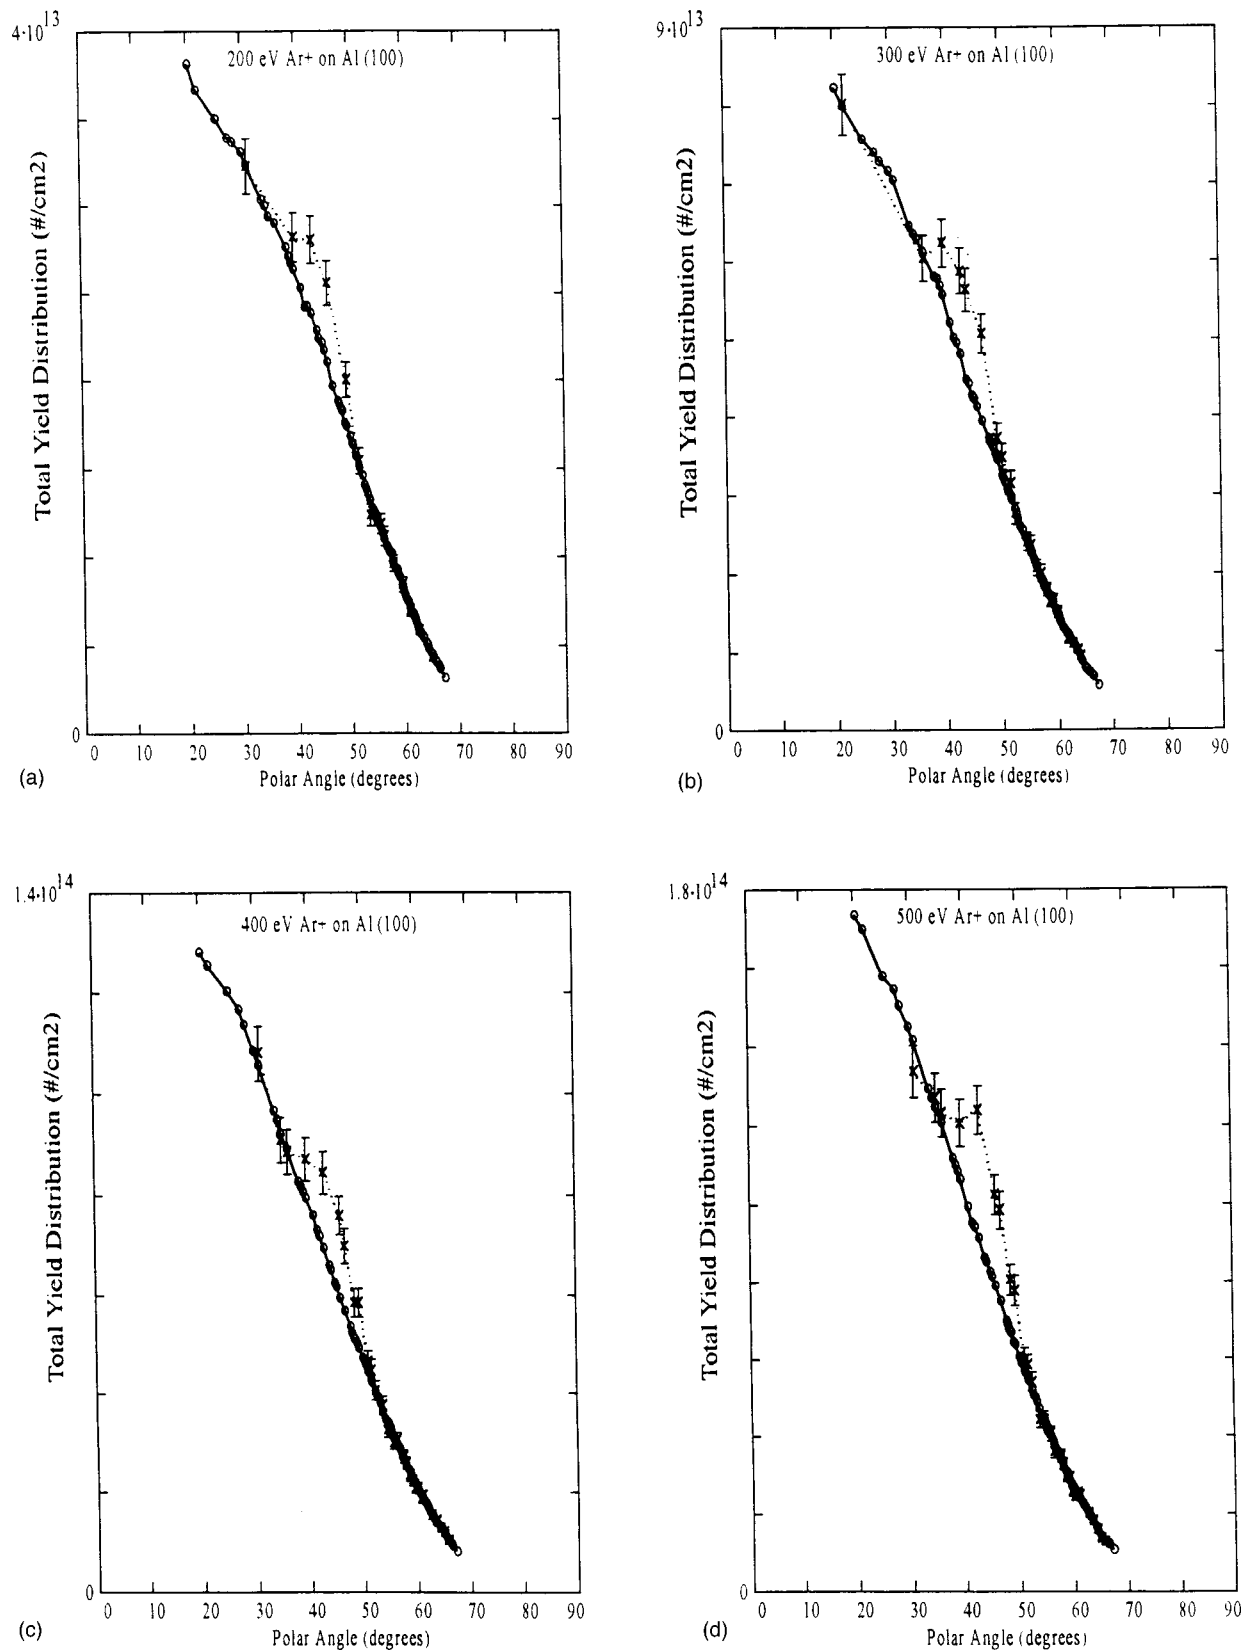 4·10^13
200 eV Ar+ on Al (100)
Total Yield Distribution (#/cm2)
0
0 10 20 30 40 50 60 70 80 90
Polar Angle (degrees)
(a)
9·10^13
300 eV Ar+ on Al (100)
Total Yield Distribution (#/cm2)
0
0 10 20 30 40 50 60 70 80 90
Polar Angle (degrees)
(b)
1.4·10^14
400 eV Ar+ on Al (100)
Total Yield Distribution (#/cm2)
0
0 10 20 30 40 50 60 70 80 90
Polar Angle (degrees)
(c)
1.8·10^14
500 eV Ar+ on Al (100)
Total Yield Distribution (#/cm2)
0
0 10 20 30 40 50 60 70 80 90
Polar Angle (degrees)
(d)